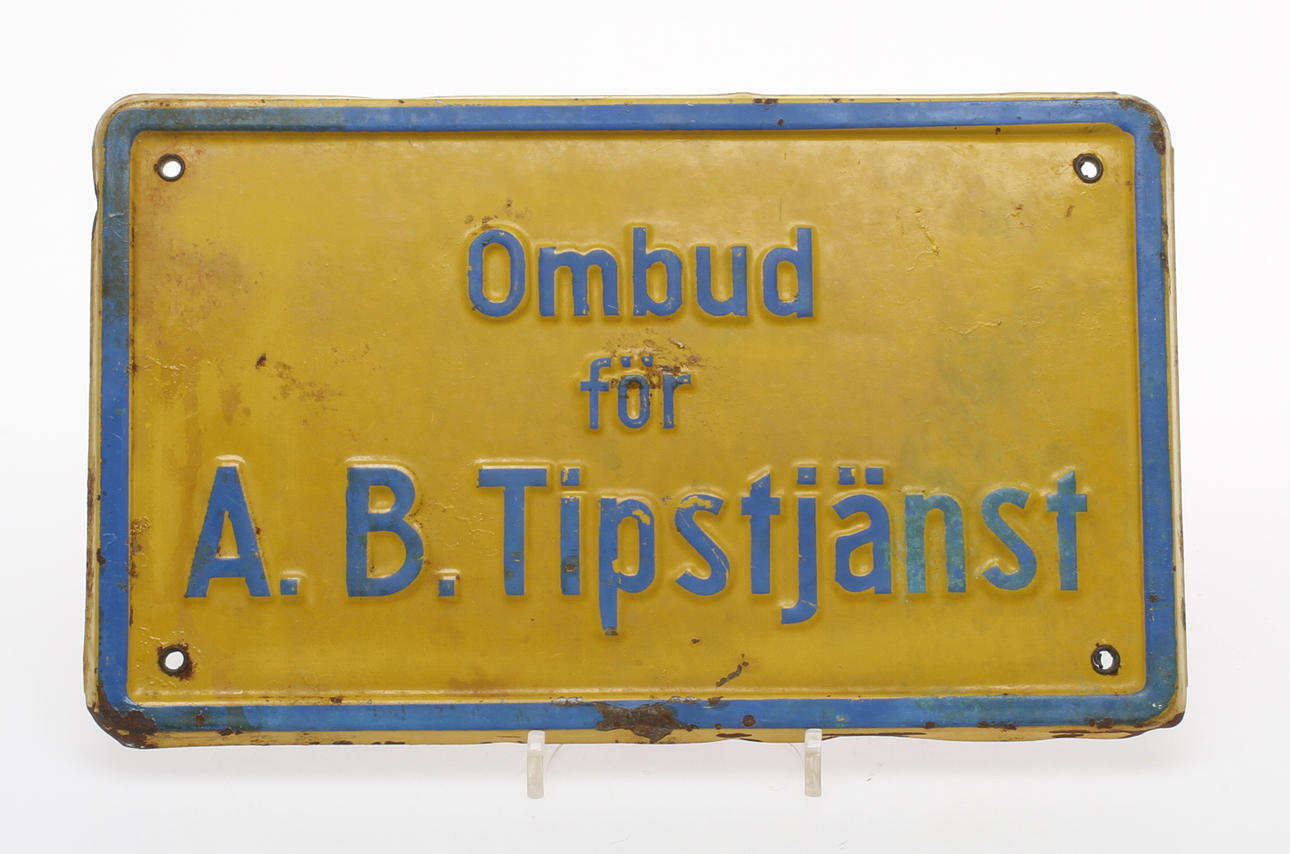 Ombud
för
A. B. Tipstjänst